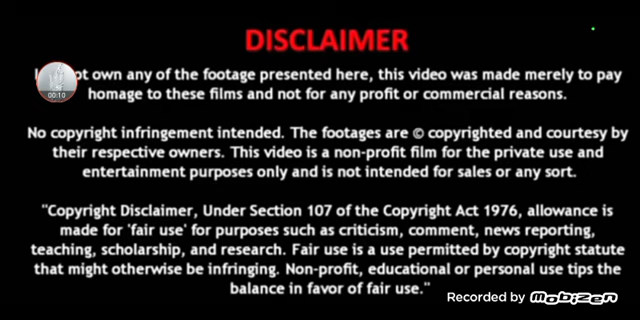 DISCLAIMER
own any of the footage presented here, this video was made merely to pay
homage to these films and not for any profit or commercial reasons.
No copyright infringement intended. The footages are © copyrighted and courtesy by
their respective owners. This video is a non-profit film for the private use and
entertainment purposes only and is not intended for sales or any sort.
"Copyright Disclaimer, Under Section 107 of the Copyright Act 1976, allowance is
made for 'fair use' for purposes such as criticism, comment, news reporting,
teaching, scholarship, and research. Fair use is a use permitted by copyright statute
that might otherwise be infringing. Non-profit, educational or personal use tips the
balance in favor of fair use."
00:10
Recorded by MOBIZEN